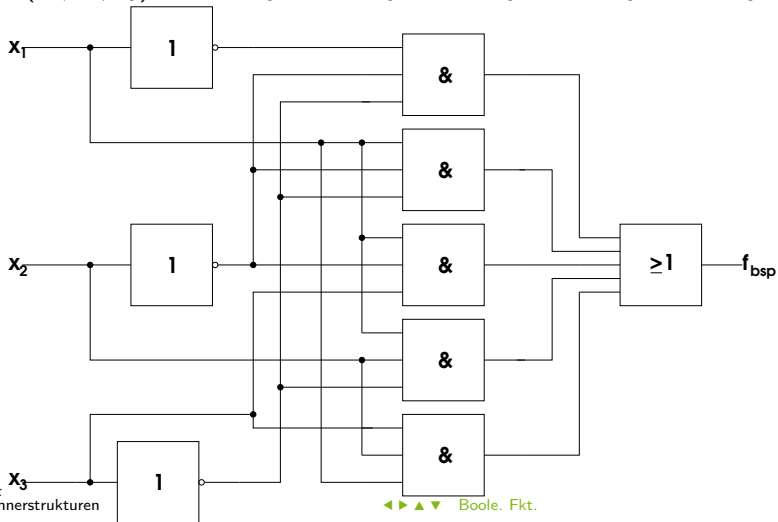 x1
1
&
&
x2
1
&
≥1
fbsp
&
&
x3
1
nnerstrukturen
◀ ▶ ▲ ▼ Boole. Fkt.